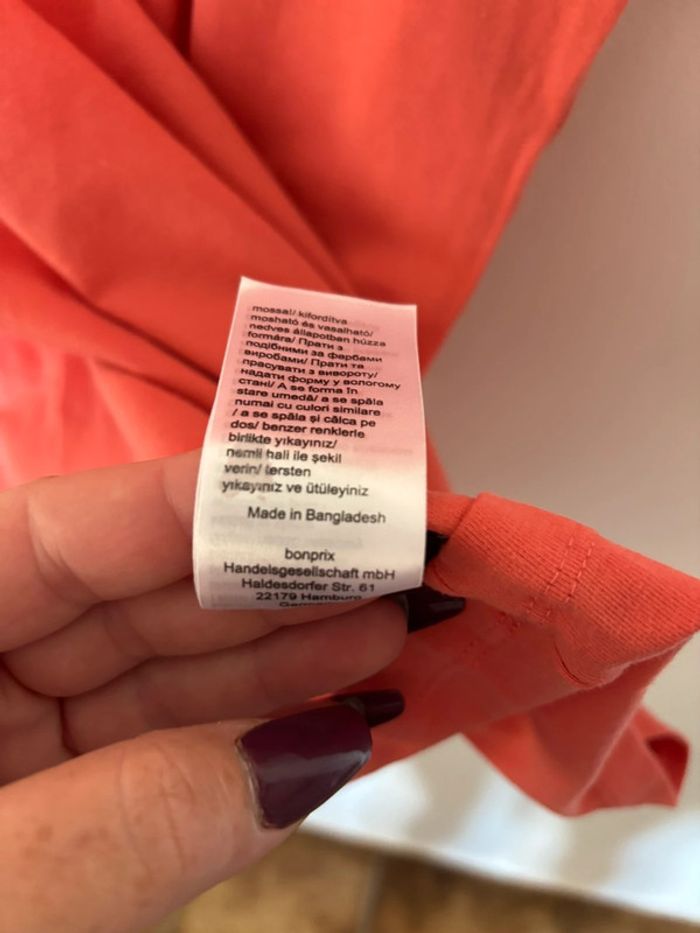 mossa!/ kifordítva
mosható és vasalható/
nedves állapotban húzza
formára/ Прати з
подібними за фарбами
виробами/ Прати та
прасувати з вивороту/
надати форму у вологому
стані/ A se forma în
stare umedă/ a se spăla
numai cu culori similare
/ a se spăla și călca pe
dos/ benzer renklerle
birlikte yıkayınız/
nemli hali ile şekil
verin/ tersten
yıkayınız ve ütüleyiniz
Made in Bangladesh
bonprix
Handelsgesellschaft mbH
Haldesdorfer Str. 61
22179 Hamburg
Germany